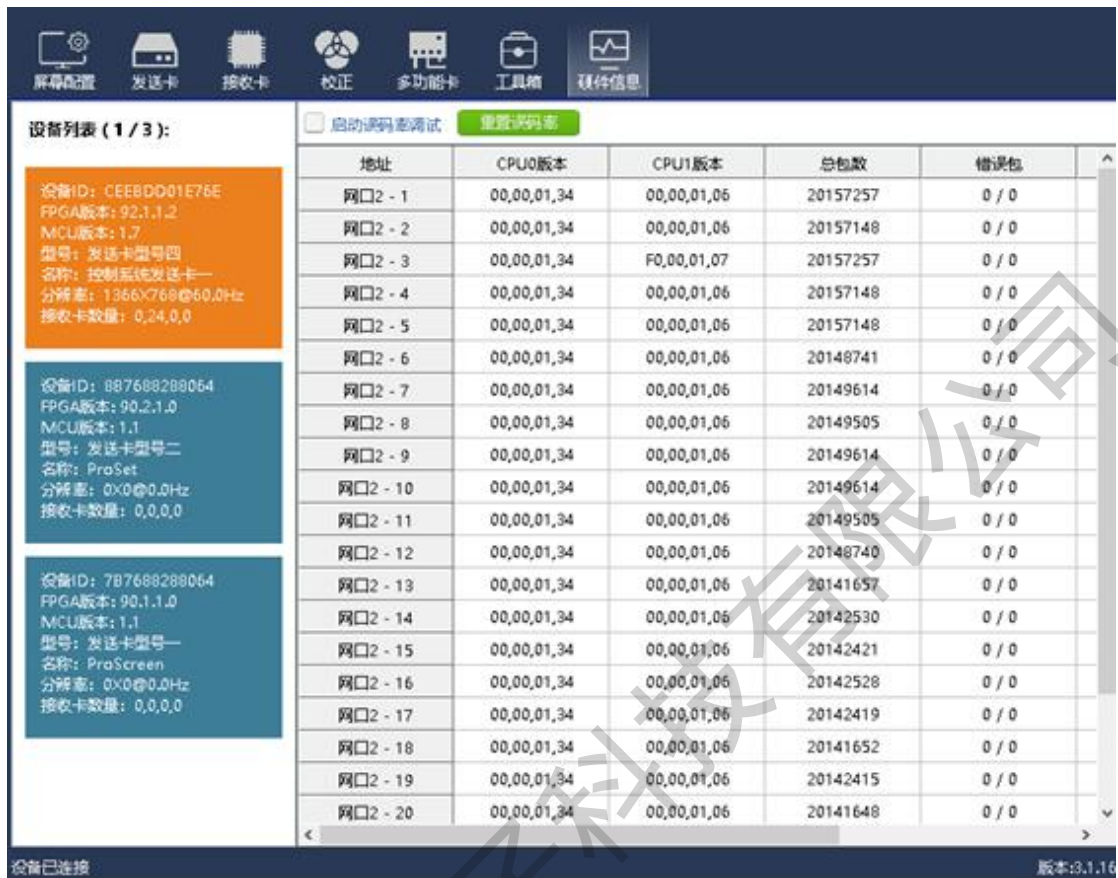 屏幕配置 发送卡 接收卡 校正 多功能卡 工具箱 硬件信息
设备列表 ( 1 / 3 ):
启动误码率调试 重置误码率
设备ID: CEEBDD01E76E
FPGA版本: 92.1.1.2
MCU版本: 1.7
型号: 发送卡型号四
名称: 控制系统发送卡一
分辨率: 1366X768@60.0Hz
接收卡数量: 0,24,0,0
设备ID: 8B7688288064
FPGA版本: 90.2.1.0
MCU版本: 1.1
型号: 发送卡型号二
名称: ProSet
分辨率: 0X0@0.0Hz
接收卡数量: 0,0,0,0
设备ID: 7B7688288064
FPGA版本: 90.1.1.0
MCU版本: 1.1
型号: 发送卡型号一
名称: ProScreen
分辨率: 0X0@0.0Hz
接收卡数量: 0,0,0,0
地址 CPU0版本 CPU1版本 总包数 错误包
网口2 - 1 00,00,01,34 00,00,01,06 20157257 0 / 0
网口2 - 2 00,00,01,34 00,00,01,06 20157148 0 / 0
网口2 - 3 00,00,01,34 F0,00,01,07 20157257 0 / 0
网口2 - 4 00,00,01,34 00,00,01,06 20157148 0 / 0
网口2 - 5 00,00,01,34 00,00,01,06 20157148 0 / 0
网口2 - 6 00,00,01,34 00,00,01,06 20148741 0 / 0
网口2 - 7 00,00,01,34 00,00,01,06 20149614 0 / 0
网口2 - 8 00,00,01,34 00,00,01,06 20149505 0 / 0
网口2 - 9 00,00,01,34 00,00,01,06 20149614 0 / 0
网口2 - 10 00,00,01,34 00,00,01,06 20149614 0 / 0
网口2 - 11 00,00,01,34 00,00,01,06 20149505 0 / 0
网口2 - 12 00,00,01,34 00,00,01,06 20148740 0 / 0
网口2 - 13 00,00,01,34 00,00,01,06 20141657 0 / 0
网口2 - 14 00,00,01,34 00,00,01,06 20142530 0 / 0
网口2 - 15 00,00,01,34 00,00,01,06 20142421 0 / 0
网口2 - 16 00,00,01,34 00,00,01,06 20142528 0 / 0
网口2 - 17 00,00,01,34 00,00,01,06 20142419 0 / 0
网口2 - 18 00,00,01,34 00,00,01,06 20141652 0 / 0
网口2 - 19 00,00,01,34 00,00,01,06 20142415 0 / 0
网口2 - 20 00,00,01,34 00,00,01,06 20141648 0 / 0
设备已连接 版本:3.1.16
科技有限公司